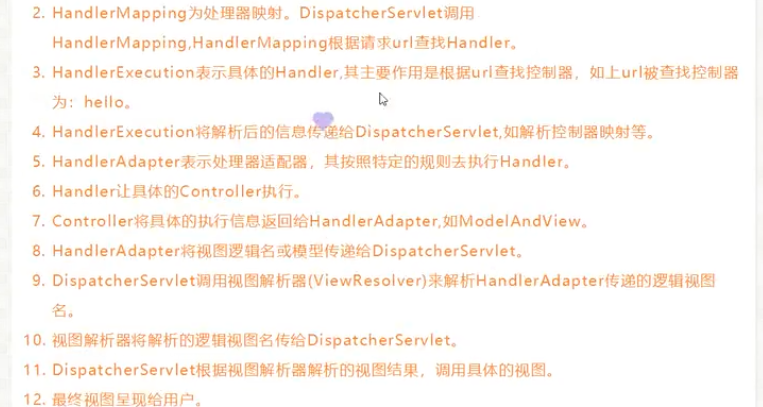 2. HandlerMapping为处理器映射。DispatcherServlet调用
HandlerMapping,HandlerMapping根据请求url查找Handler。
3. HandlerExecution表示具体的Handler,其主要作用是根据url查找控制器，如上url被查找控制器
为：hello。
4. HandlerExecution将解析后的信息传递给DispatcherServlet,如解析控制器映射等。
5. HandlerAdapter表示处理器适配器，其按照特定的规则去执行Handler。
6. Handler让具体的Controller执行。
7. Controller将具体的执行信息返回给HandlerAdapter,如ModelAndView。
8. HandlerAdapter将视图逻辑名或模型传递给DispatcherServlet。
9. DispatcherServlet调用视图解析器(ViewResolver)来解析HandlerAdapter传递的逻辑视图
名。
10. 视图解析器将解析的逻辑视图名传给DispatcherServlet。
11. DispatcherServlet根据视图解析器解析的视图结果，调用具体的视图。
12. 最终视图呈现给用户。